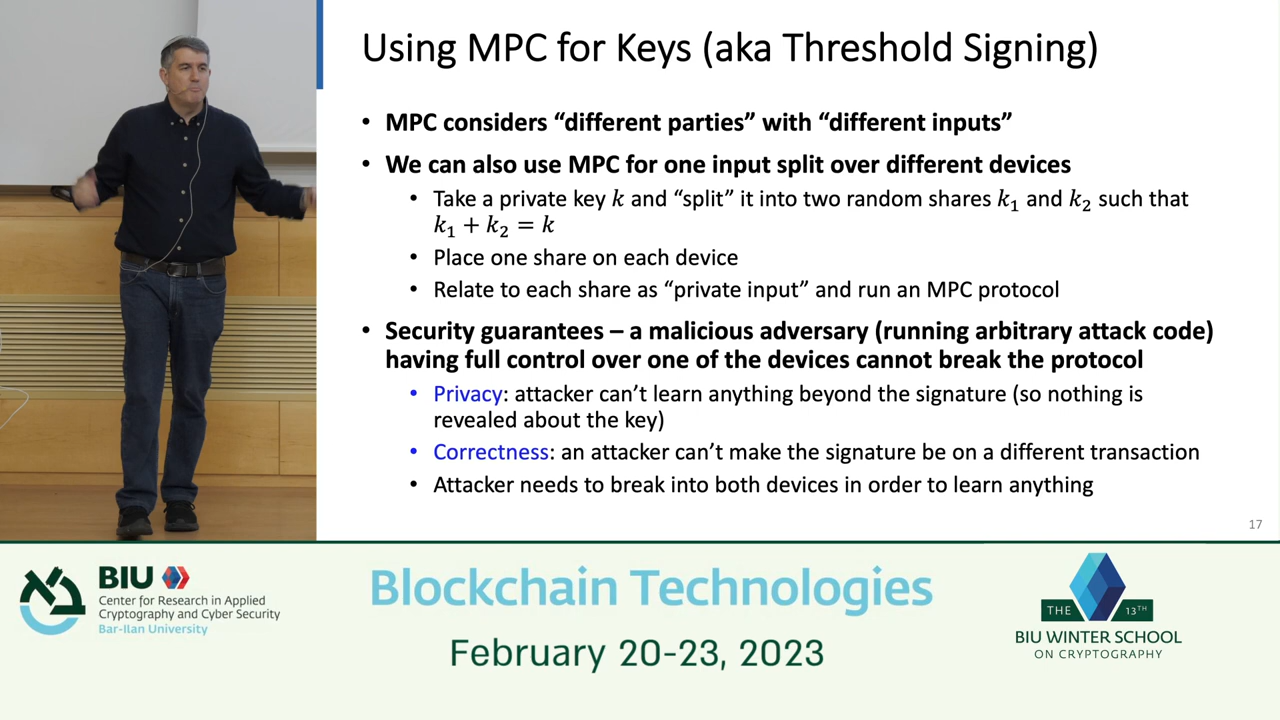 Using MPC for Keys (aka Threshold Signing)
• MPC considers “different parties” with “different inputs”
• We can also use MPC for one input split over different devices
• Take a private key k and “split” it into two random shares k₁ and k₂ such that
k₁ + k₂ = k
• Place one share on each device
• Relate to each share as “private input” and run an MPC protocol
• Security guarantees – a malicious adversary (running arbitrary attack code)
having full control over one of the devices cannot break the protocol
• Privacy: attacker can’t learn anything beyond the signature (so nothing is
revealed about the key)
• Correctness: an attacker can’t make the signature be on a different transaction
• Attacker needs to break into both devices in order to learn anything
17
BIU
Center for Research in Applied
Cryptography and Cyber Security
Bar-Ilan University
Blockchain Technologies
February 20-23, 2023
THE 13TH
BIU WINTER SCHOOL
ON CRYPTOGRAPHY